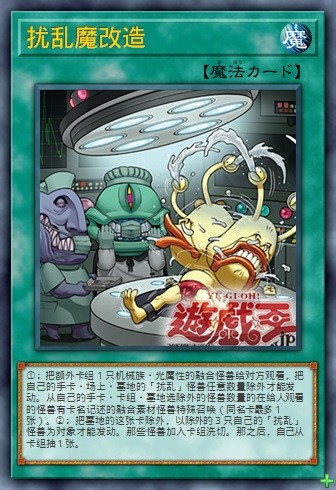 扰乱魔改造
魔
【魔法カード】
YU-GI-OH!
遊戯王
.jp
①：把额外卡组１只机械族・光属性的融合怪兽给对方观看，把
自己的手卡・场上・墓地的「扰乱」怪兽任意数量除外才能发
动。从自己的手卡・卡组・墓地选除外的怪兽数量的在给人观看
的怪兽有卡名记述的融合素材怪兽特殊召唤（同名卡最多１
张）。②：把墓地的这张卡除外，以除外的３只自己的「扰乱」
怪兽为对象才能发动。那些怪兽加入卡组洗切。那之后，自己从
卡组抽１张。